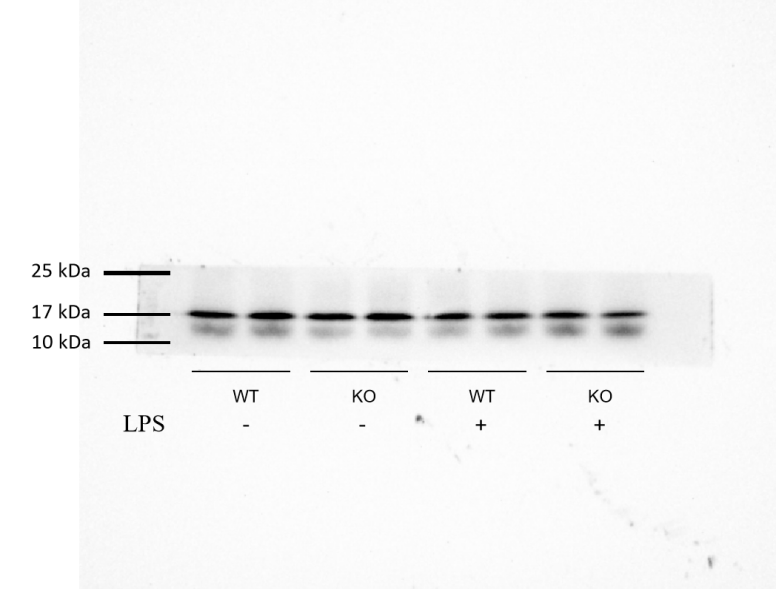 25 kDa
17 kDa
10 kDa
WT KO WT KO
LPS - - + +